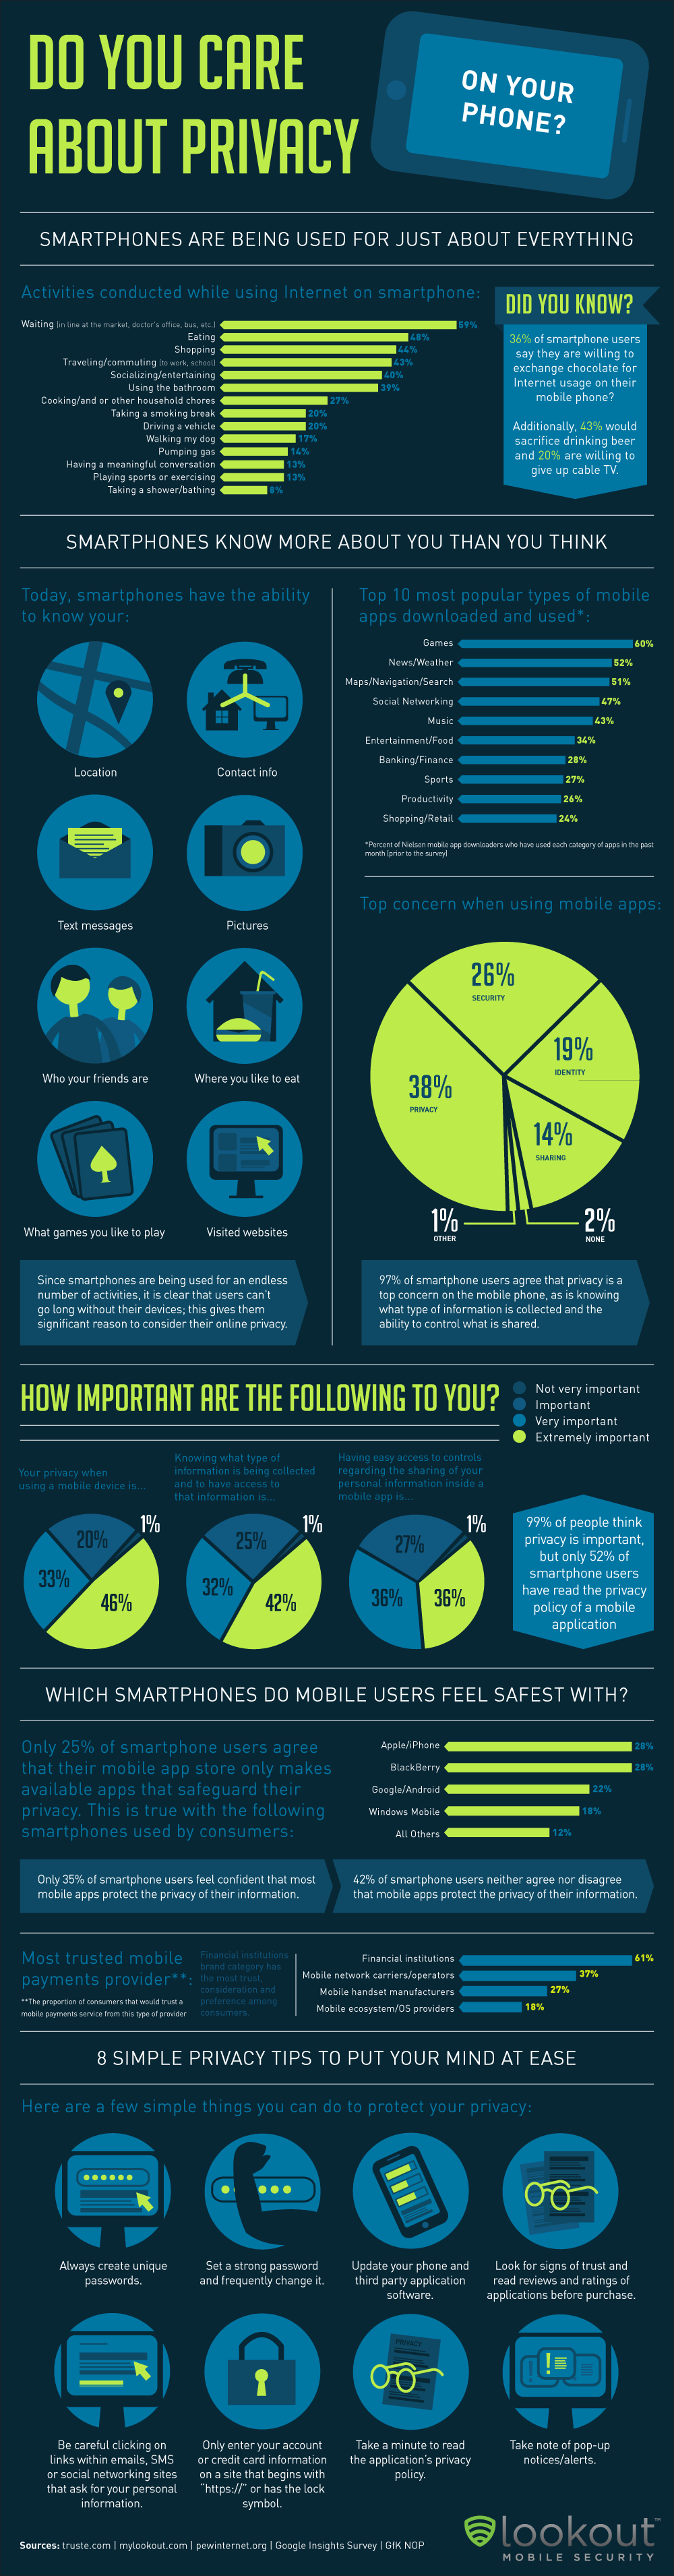 DO YOU CARE
ABOUT PRIVACY
ON YOUR
PHONE?
SMARTPHONES ARE BEING USED FOR JUST ABOUT EVERYTHING
Activities conducted while using Internet on smartphone:
Waiting (in line at the market, doctor's office, bus, etc.) 59%
Eating 48%
Shopping 44%
Traveling/commuting (to work, school) 43%
Socializing/entertaining 40%
Using the bathroom 39%
Cooking/and or other household chores 27%
Taking a smoking break 20%
Driving a vehicle 20%
Walking my dog 17%
Pumping gas 14%
Having a meaningful conversation 13%
Playing sports or exercising 13%
Taking a shower/bathing 8%
DID YOU KNOW?
36% of smartphone users
say they are willing to
exchange chocolate for
Internet usage on their
mobile phone?
Additionally, 43% would
sacrifice drinking beer
and 20% are willing to
give up cable TV.
SMARTPHONES KNOW MORE ABOUT YOU THAN YOU THINK
Today, smartphones have the ability
to know your:
Location
Contact info
Text messages
Pictures
Who your friends are
Where you like to eat
What games you like to play
Visited websites
Since smartphones are being used for an endless
number of activities, it is clear that users can't
go long without their devices; this gives them
significant reason to consider their online privacy.
Top 10 most popular types of mobile
apps downloaded and used*:
Games 60%
News/Weather 52%
Maps/Navigation/Search 51%
Social Networking 47%
Music 43%
Entertainment/Food 34%
Banking/Finance 28%
Sports 27%
Productivity 26%
Shopping/Retail 24%
*Percent of Nielsen mobile app downloaders who have used each category of apps in the past
month (prior to the survey)
Top concern when using mobile apps:
26%
SECURITY
19%
IDENTITY
38%
PRIVACY
14%
SHARING
1%
OTHER
2%
NONE
97% of smartphone users agree that privacy is a
top concern on the mobile phone, as is knowing
what type of information is collected and the
ability to control what is shared.
HOW IMPORTANT ARE THE FOLLOWING TO YOU?
Not very important
Important
Very important
Extremely important
Your privacy when
using a mobile device is...
20%
1%
33%
46%
Knowing what type of
information is being collected
and to have access to
that information is...
25%
1%
32%
42%
Having easy access to controls
regarding the sharing of your
personal information inside a
mobile app is...
27%
1%
36%
36%
99% of people think
privacy is important,
but only 52% of
smartphone users
have read the privacy
policy of a mobile
application
WHICH SMARTPHONES DO MOBILE USERS FEEL SAFEST WITH?
Only 25% of smartphone users agree
that their mobile app store only makes
available apps that safeguard their
privacy. This is true with the following
smartphones used by consumers:
Apple/iPhone 28%
BlackBerry 28%
Google/Android 22%
Windows Mobile 18%
All Others 12%
Only 35% of smartphone users feel confident that most
mobile apps protect the privacy of their information.
42% of smartphone users neither agree nor disagree
that mobile apps protect the privacy of their information.
Most trusted mobile
payments provider**:
**The proportion of consumers that would trust a
mobile payments service from this type of provider
Financial institutions
brand category has
the most trust,
consideration and
preference among
consumers.
Financial institutions 61%
Mobile network carriers/operators 37%
Mobile handset manufacturers 27%
Mobile ecosystem/OS providers 18%
8 SIMPLE PRIVACY TIPS TO PUT YOUR MIND AT EASE
Here are a few simple things you can do to protect your privacy:
Always create unique
passwords.
Set a strong password
and frequently change it.
Update your phone and
third party application
software.
Look for signs of trust and
read reviews and ratings of
applications before purchase.
PRIVACY
Be careful clicking on
links within emails, SMS
or social networking sites
that ask for your personal
information.
Only enter your account
or credit card information
on a site that begins with
"https://" or has the lock
symbol.
Take a minute to read
the application's privacy
policy.
Take note of pop-up
notices/alerts.
Sources: truste.com | mylookout.com | pewinternet.org | Google Insights Survey | GfK NOP
lookout™
MOBILE SECURITY